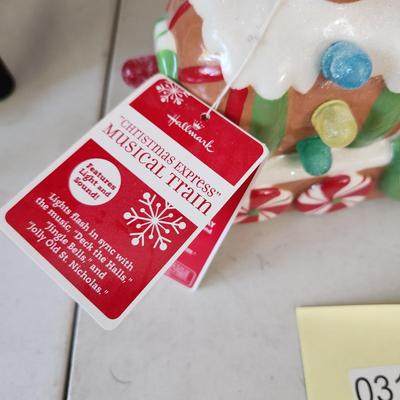 Hallmark
"CHRISTMAS EXPRESS"
MUSICAL TRAIN
Features
Light and
Sound!
Lights flash in sync with
the music, "Deck the Halls,"
"Jingle Bells," and
"Jolly Old St. Nicholas."
031